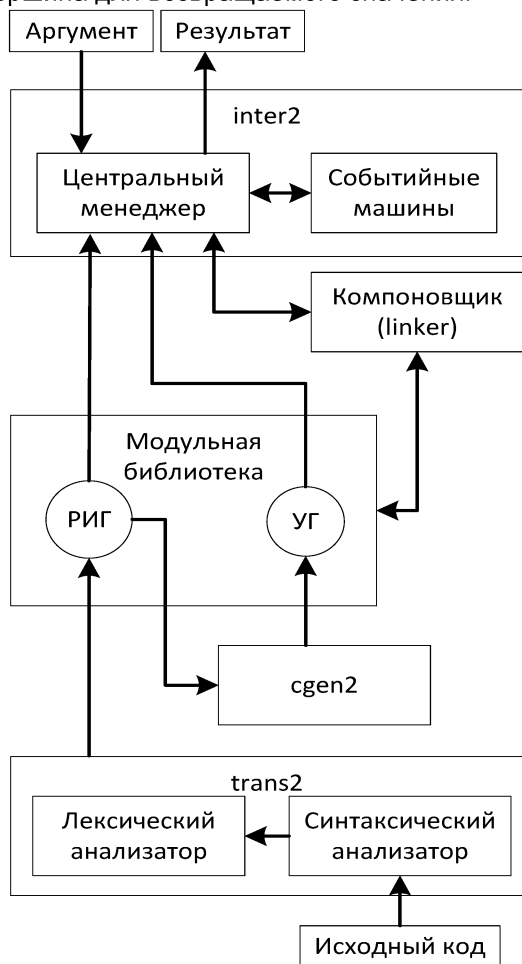 Аргумент
Результат
inter2
Центральный
менеджер
Событийные
машины
Компоновщик
(linker)
Модульная
библиотека
РИГ
УГ
cgen2
trans2
Лексический
анализатор
Синтаксический
анализатор
Исходный код